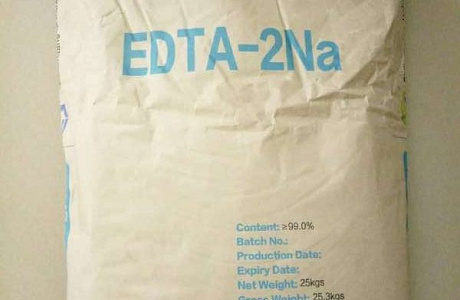 EDTA-2Na
Content: ≥99.0%
Batch No.:
Production Date:
Expiry Date:
Net Weight: 25kgs
Gross Weight: 25.3kgs